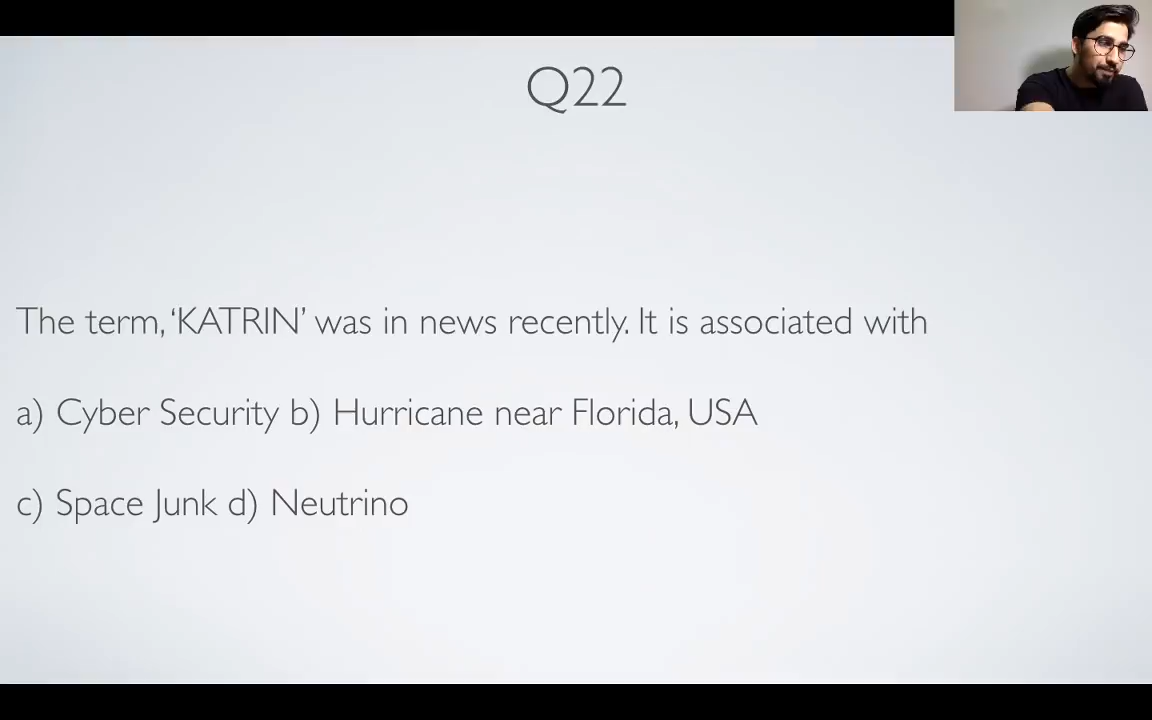 Q22
The term, ‘KATRIN’ was in news recently. It is associated with
a) Cyber Security b) Hurricane near Florida, USA
c) Space Junk d) Neutrino